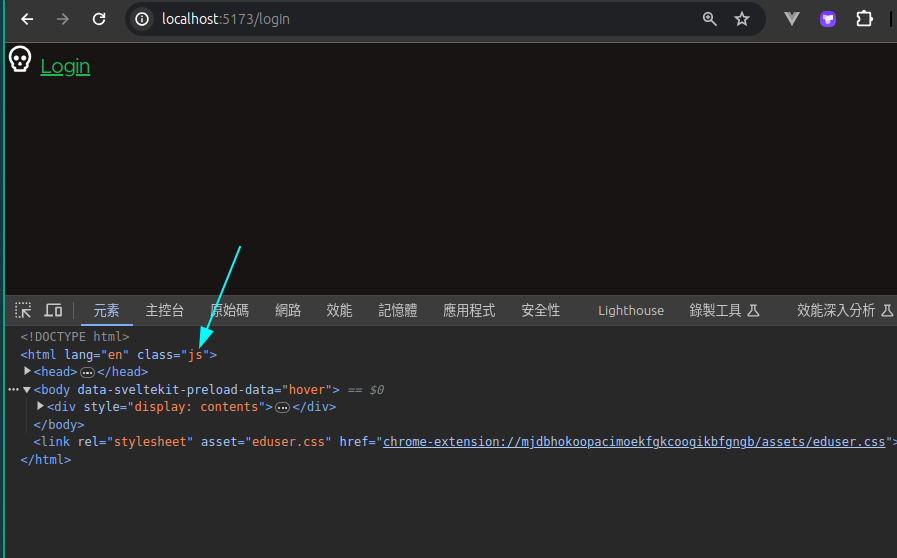 localhost:5173/login
Login
元素 主控台 原始碼 網路 效能 記憶體 應用程式 安全性 Lighthouse 錄製工具 效能深入分析
<!DOCTYPE html>
<html lang="en" class="js">
<head>…</head>
<body data-sveltekit-preload-data="hover"> == $0
<div style="display: contents">…</div>
</body>
<link rel="stylesheet" asset="eduser.css" href="chrome-extension://mjdbhokoopacimoekfgkcoogikbfgngb/assets/eduser.css">
</html>